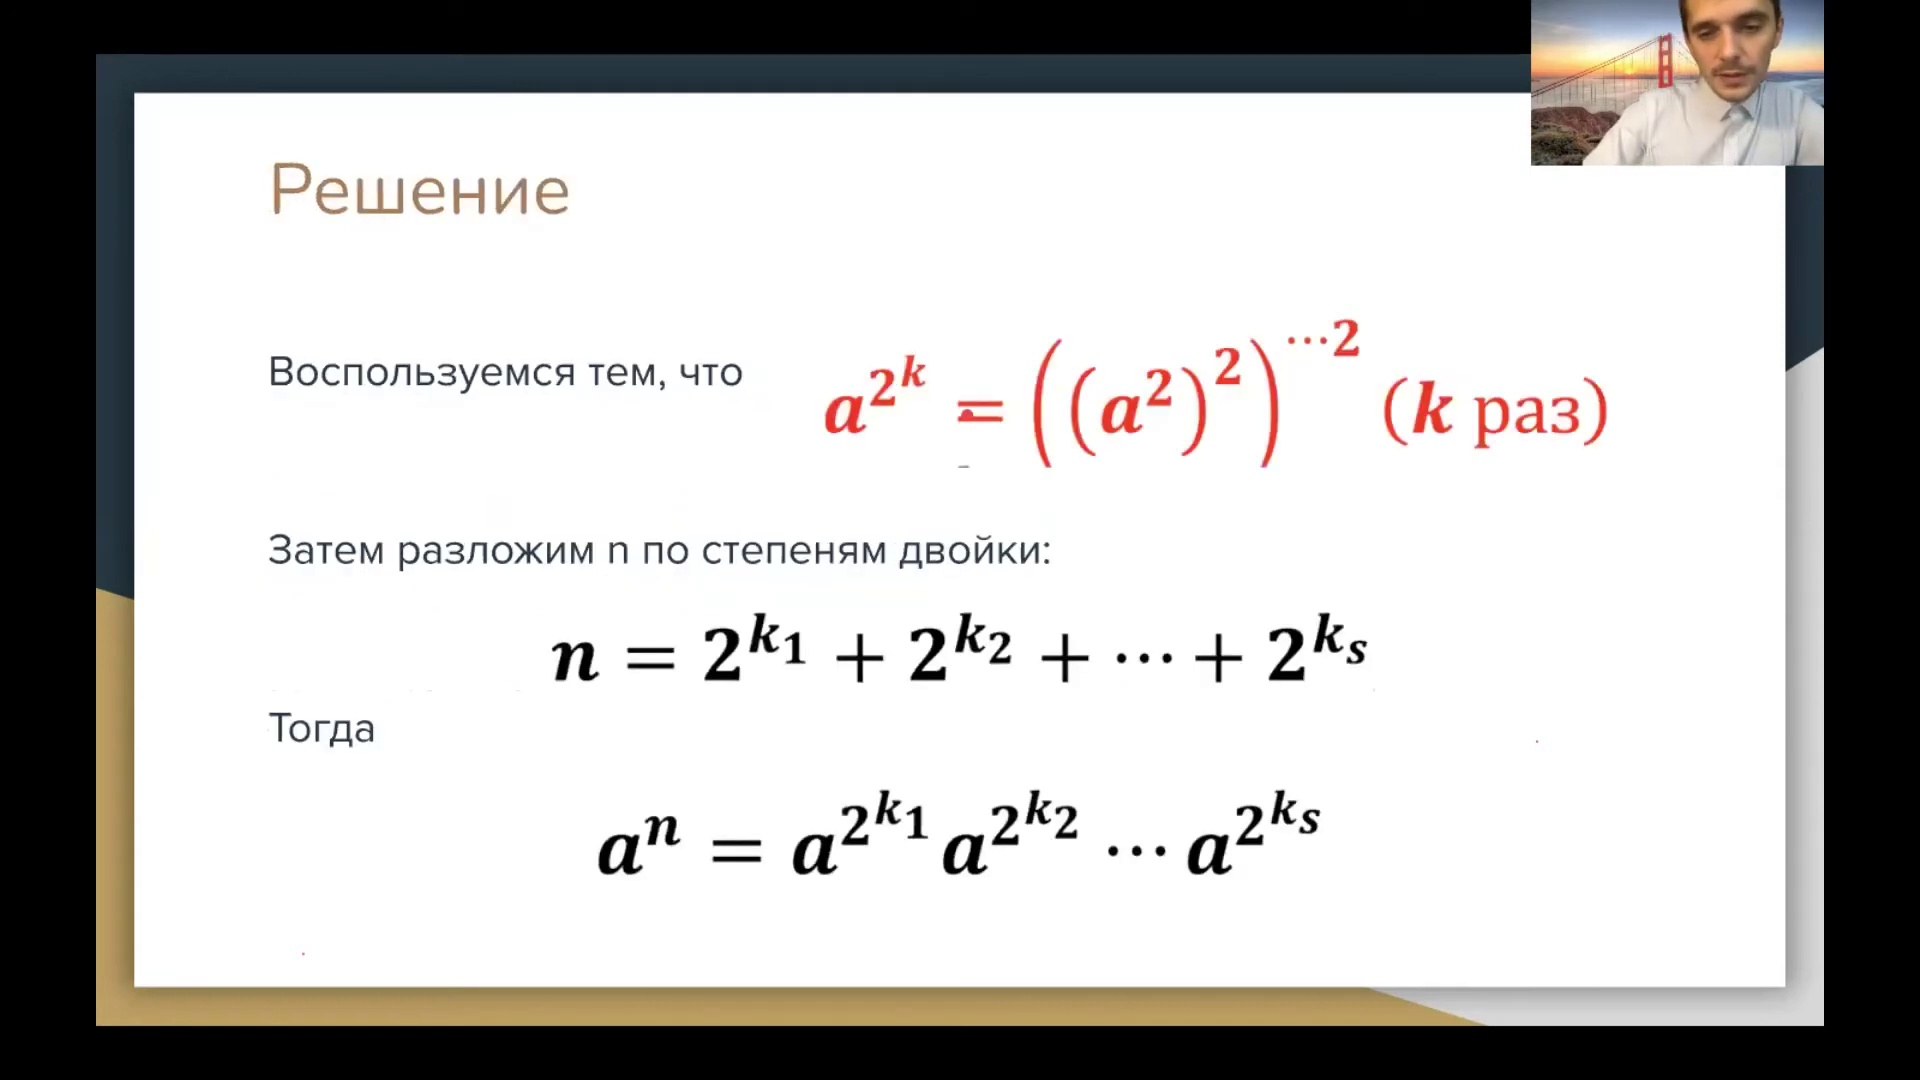 Решение
Воспользуемся тем, что
a^{2^k} = ((a^2)^2)^{…2} (k раз)
Затем разложим n по степеням двойки:
n = 2^{k_1} + 2^{k_2} + ⋯ + 2^{k_s}
Тогда
a^n = a^{2^{k_1}} a^{2^{k_2}} ⋯ a^{2^{k_s}}